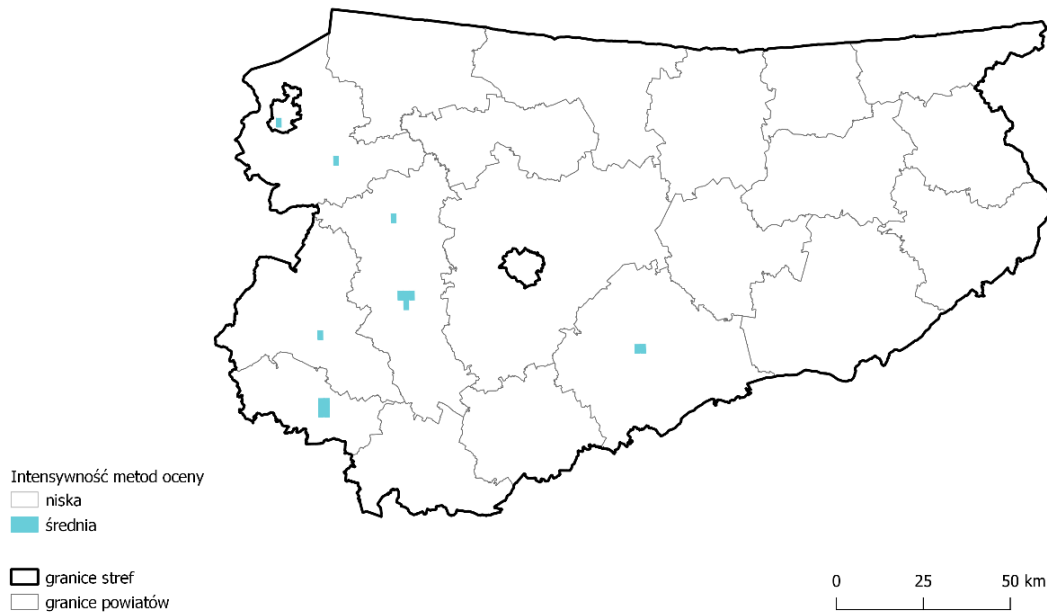 Intensywność metod oceny
niska
średnia
granice stref
granice powiatów
0 25 50 km